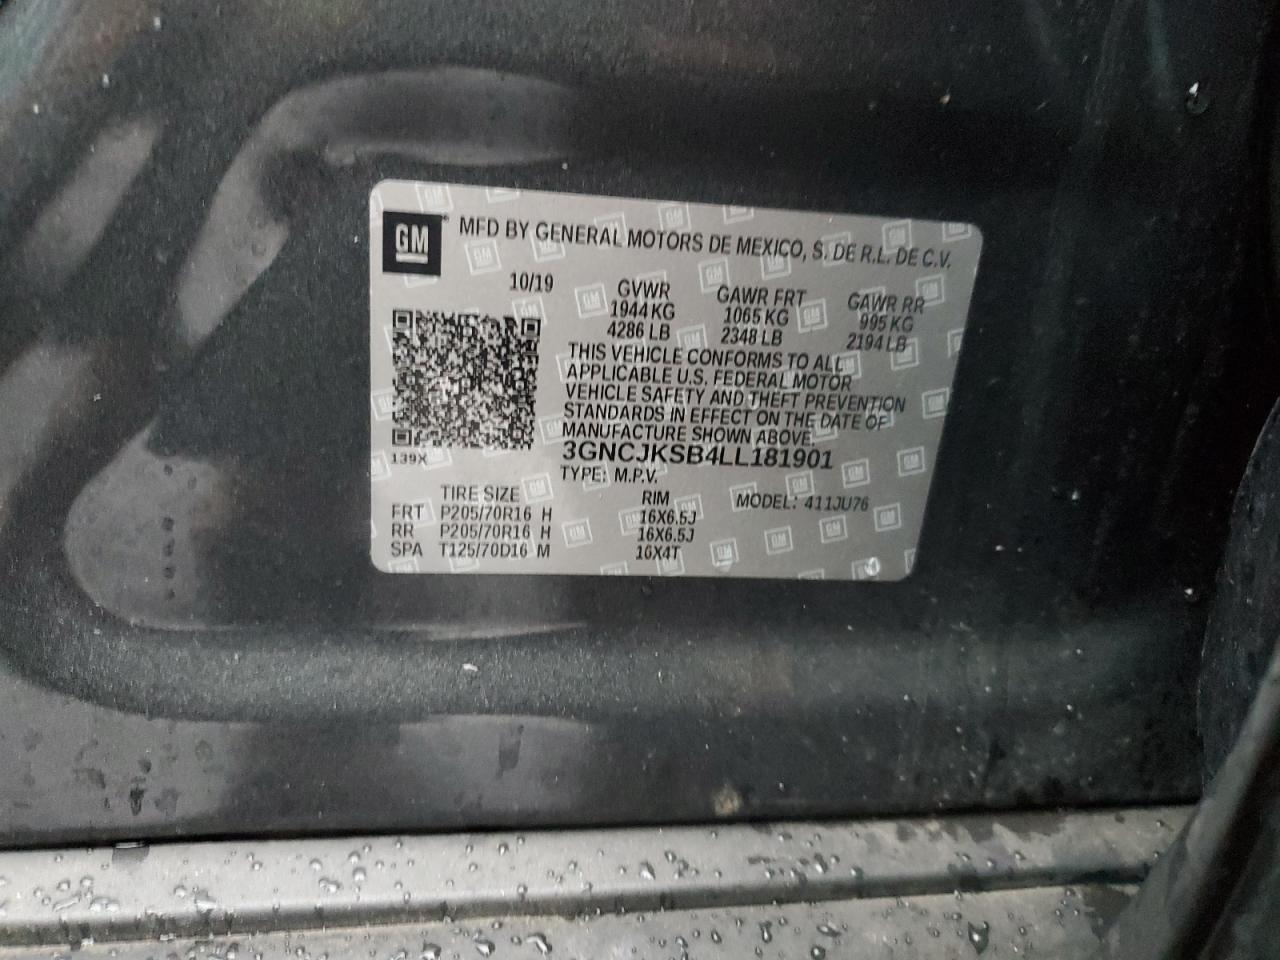 GM ® MFD BY GENERAL MOTORS DE MEXICO, S. DE R.L. DE C.V.
10/19 GVWR GAWR FRT GAWR RR
1944 KG 1065 KG 995 KG
4286 LB 2348 LB 2194 LB
THIS VEHICLE CONFORMS TO ALL
APPLICABLE U.S. FEDERAL MOTOR
VEHICLE SAFETY AND THEFT PREVENTION
STANDARDS IN EFFECT ON THE DATE OF
MANUFACTURE SHOWN ABOVE.
139X 3GNCJKSB4LL181901
TYPE: M.P.V.
TIRE SIZE RIM MODEL: 411JU76
FRT P205/70R16 H 16X6.5J
RR P205/70R16 H 16X6.5J
SPA T125/70D16 M 16X4T